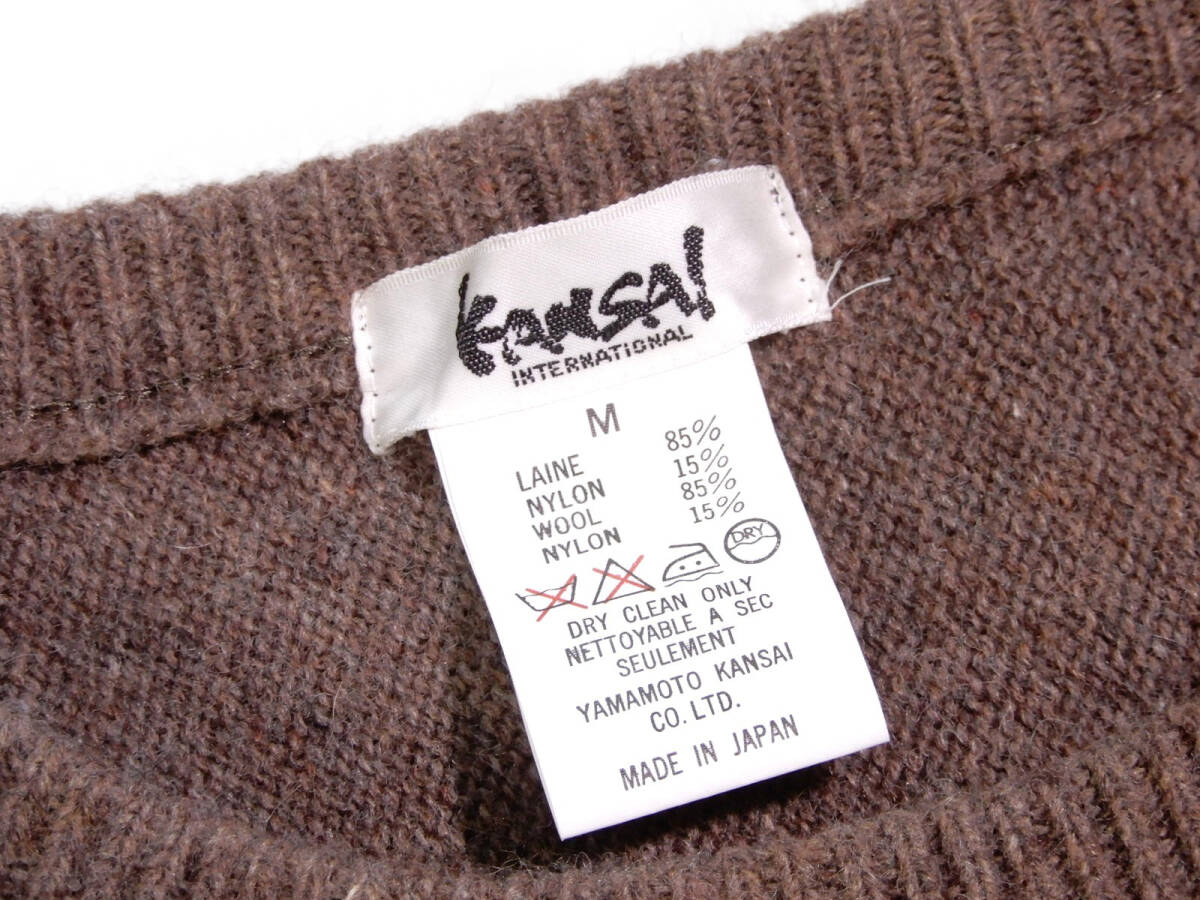 KANSAI
INTERNATIONAL
M
LAINE 85%
NYLON 15%
WOOL 85%
NYLON 15%
DRY
DRY CLEAN ONLY
NETTOYABLE A SEC
SEULEMENT
YAMAMOTO KANSAI
CO. LTD.
MADE IN JAPAN